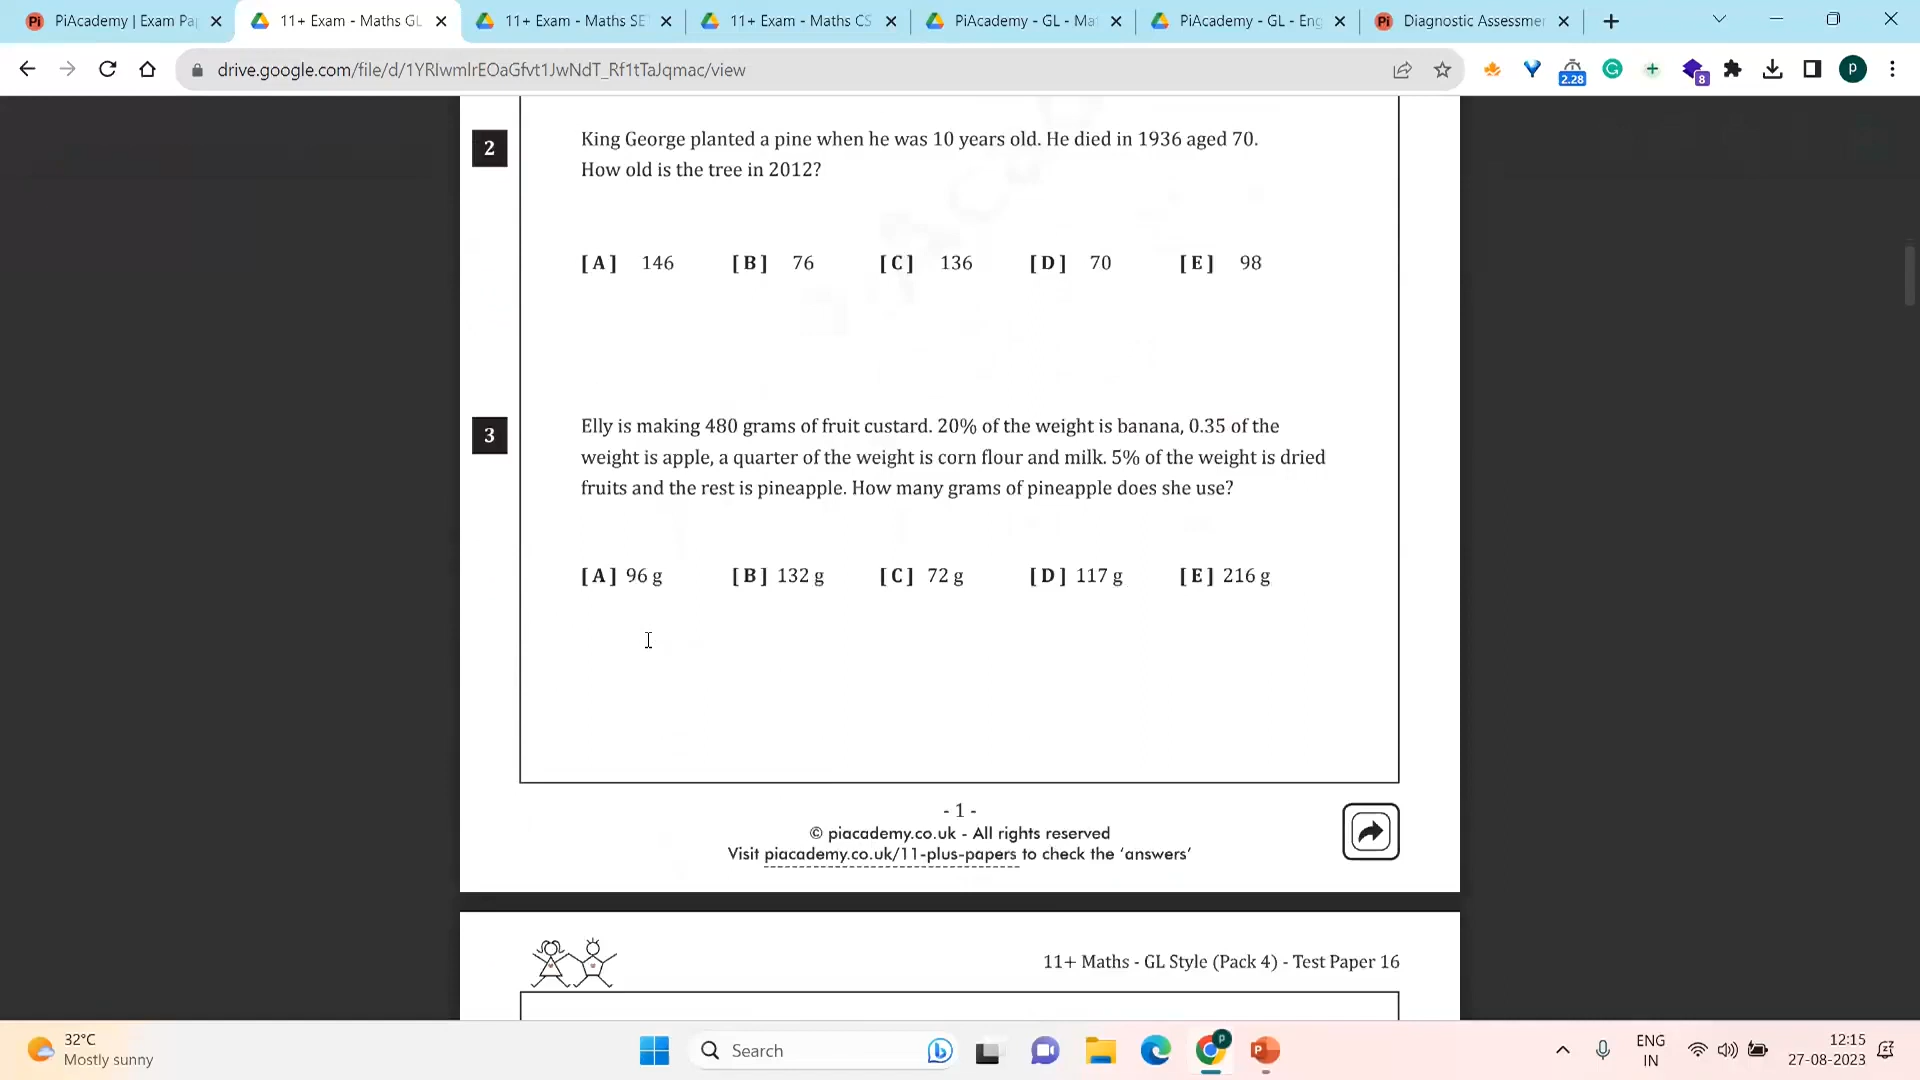 PiAcademy | Exam Pa
11+ Exam - Maths GL
11+ Exam - Maths SE
11+ Exam - Maths CS
PiAcademy - GL - Ma
PiAcademy - GL - Eng
Pi Diagnostic Assessmen
drive.google.com/file/d/1YRIwmIrEOaGfvt1JwNdT_Rf1tTaJqmac/view
2.28
8
p
2
King George planted a pine when he was 10 years old. He died in 1936 aged 70.
How old is the tree in 2012?
[ A ] 146 [ B ] 76 [ C ] 136 [ D ] 70 [ E ] 98
3
Elly is making 480 grams of fruit custard. 20% of the weight is banana, 0.35 of the
weight is apple, a quarter of the weight is corn flour and milk. 5% of the weight is dried
fruits and the rest is pineapple. How many grams of pineapple does she use?
[ A ] 96 g [ B ] 132 g [ C ] 72 g [ D ] 117 g [ E ] 216 g
- 1 -
© piacademy.co.uk - All rights reserved
Visit piacademy.co.uk/11-plus-papers to check the ‘answers’
11+ Maths - GL Style (Pack 4) - Test Paper 16
32°C
Mostly sunny
Search
ENG
IN
12:15
27-08-2023